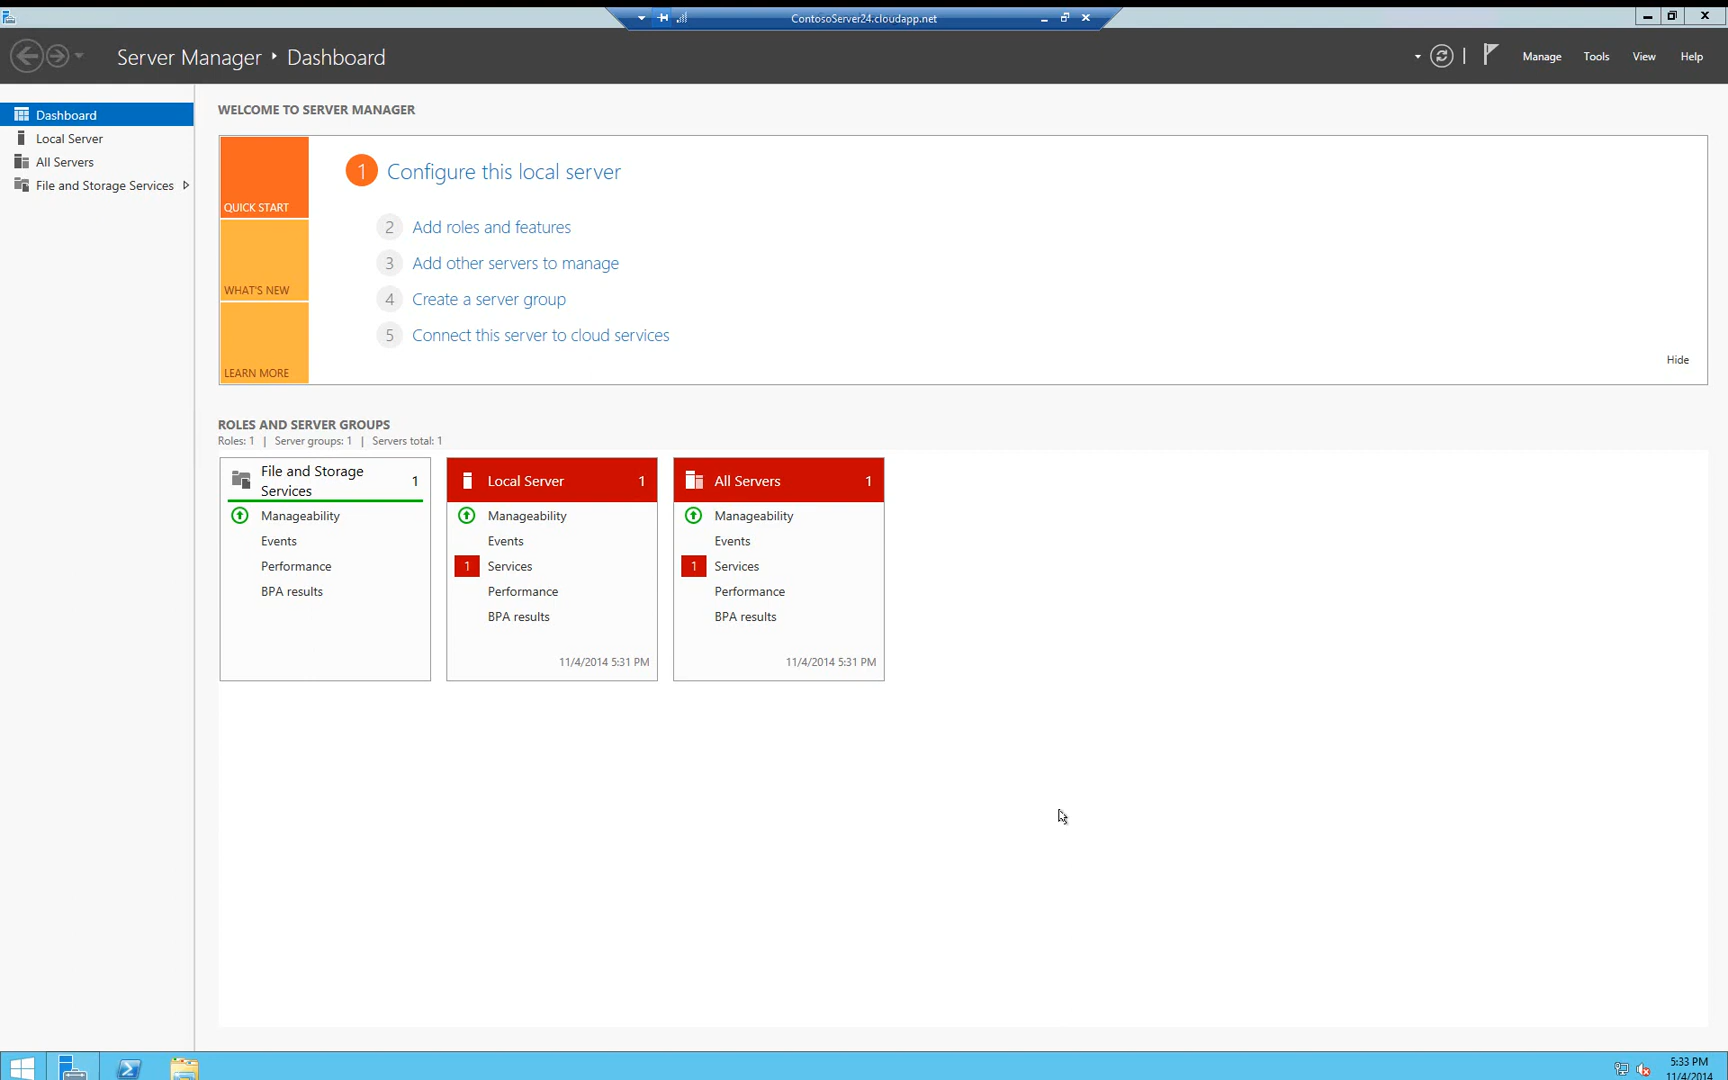 ContosoServer24.cloudapp.net
Server Manager ‣ Dashboard
Manage Tools View Help
Dashboard
Local Server
All Servers
File and Storage Services
WELCOME TO SERVER MANAGER
QUICK START
WHAT'S NEW
LEARN MORE
1 Configure this local server
2 Add roles and features
3 Add other servers to manage
4 Create a server group
5 Connect this server to cloud services
Hide
ROLES AND SERVER GROUPS
Roles: 1 | Server groups: 1 | Servers total: 1
File and Storage
Services 1
Manageability
Events
Performance
BPA results
Local Server 1
Manageability
Events
1 Services
Performance
BPA results
11/4/2014 5:31 PM
All Servers 1
Manageability
Events
1 Services
Performance
BPA results
11/4/2014 5:31 PM
5:33 PM
11/4/2014